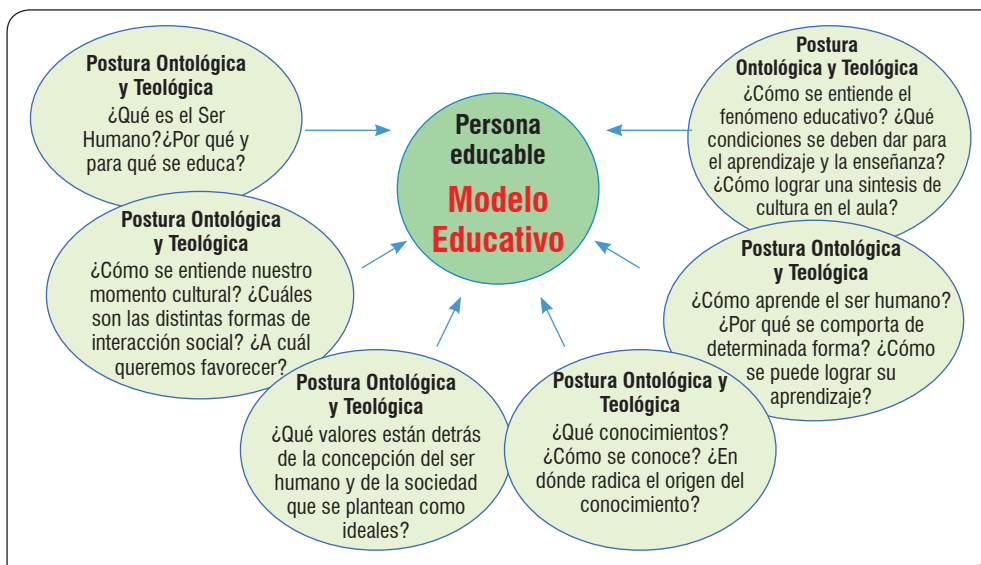 Postura Ontológica
y Teológica
¿Qué es el Ser
Humano?¿Por qué y
para qué se educa?
Postura Ontológica
y Teológica
¿Cómo se entiende nuestro
momento cultural? ¿Cuáles
son las distintas formas de
interacción social? ¿A cuál
queremos favorecer?
Postura Ontológica
y Teológica
¿Qué valores están detrás
de la concepción del ser
humano y de la sociedad
que se plantean como
ideales?
Persona
educable
Modelo
Educativo
Postura Ontológica y
Teológica
¿Qué conocimientos?
¿Cómo se conoce? ¿En
dónde radica el origen del
conocimiento?
Postura Ontológica
y Teológica
¿Cómo aprende el ser humano?
¿Por qué se comporta de
determinada forma? ¿Cómo
se puede lograr su
aprendizaje?
Postura
Ontológica y Teológica
¿Cómo se entiende el
fenómeno educativo? ¿Qué
condiciones se deben dar para
el aprendizaje y la enseñanza?
¿Cómo lograr una sintesis de
cultura en el aula?